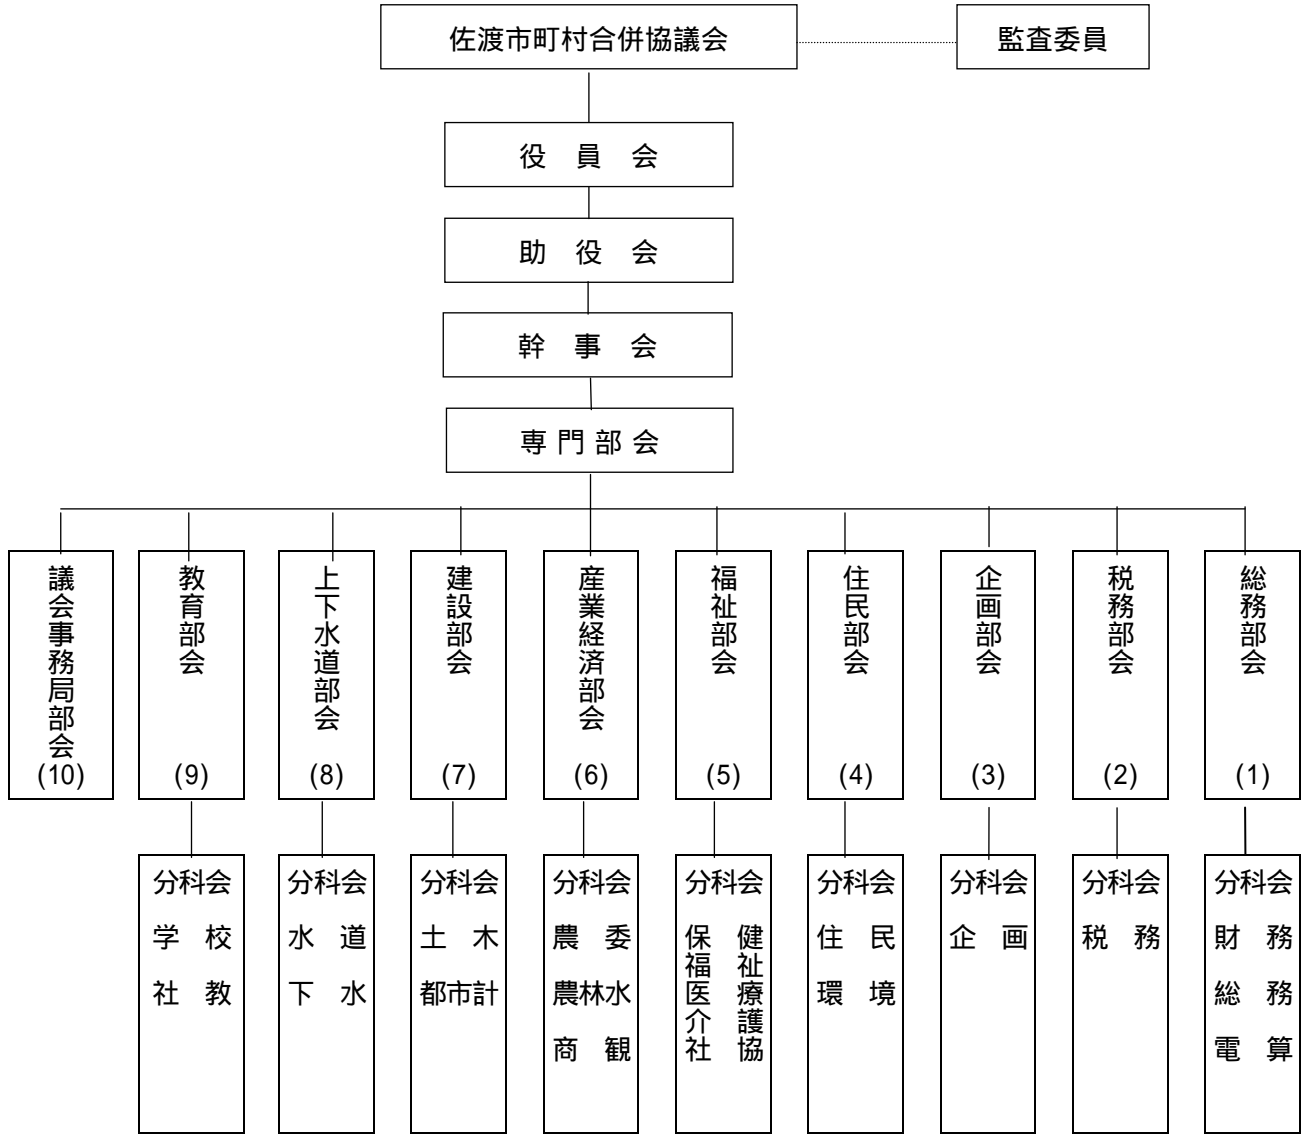 佐渡市町村合併協議会
監査委員
役 員 会
助 役 会
幹 事 会
専 門 部 会
議会事務局部会
(10)
教育部会
(9)
上下水道部会
(8)
建設部会
(7)
産業経済部会
(6)
福祉部会
(5)
住民部会
(4)
企画部会
(3)
税務部会
(2)
総務部会
(1)
分科会
学 校
社 教
分科会
水 道
下 水
分科会
土 木
都市計
分科会
農 委
農林水
商 観
分科会
保 健
福 祉
医 療
介 護
社 協
分科会
住 民
環 境
分科会
企 画
分科会
税 務
分科会
財 務
総 務
電 算